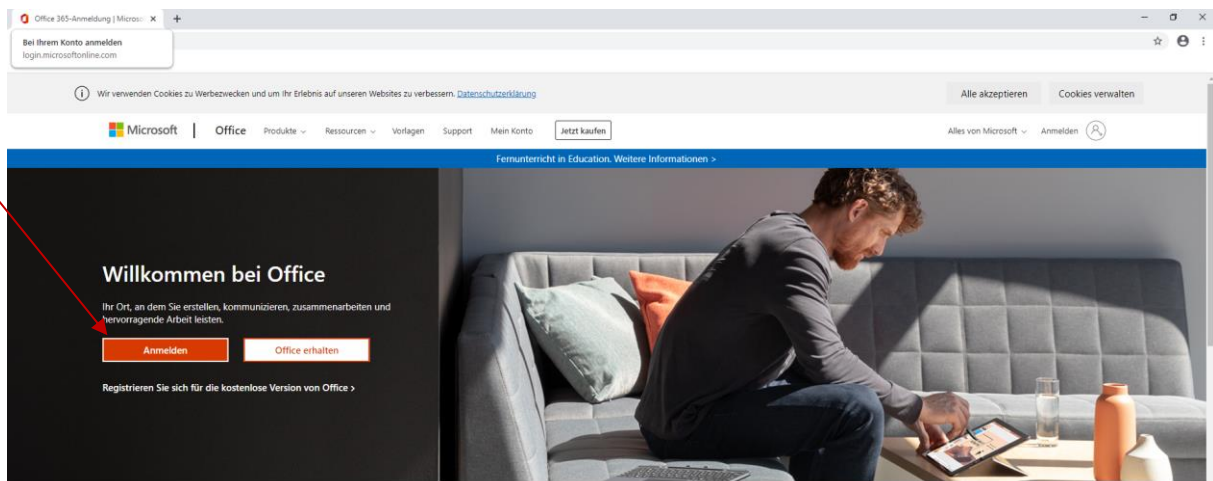 Office 365-Anmeldung | Micros
Bei Ihrem Konto anmelden
login.microsoftonline.com
Wir verwenden Cookies zu Werbezwecken und um Ihr Erlebnis auf unseren Websites zu verbessern. Datenschutzerklärung
Alle akzeptieren
Cookies verwalten
Microsoft | Office Produkte Ressourcen Vorlagen Support Mein Konto Jetzt kaufen
Alles von Microsoft Anmelden
Fernunterricht in Education. Weitere Informationen >
Willkommen bei Office
Ihr Ort, an dem Sie erstellen, kommunizieren, zusammenarbeiten und
hervorragende Arbeit leisten.
Anmelden
Office erhalten
Registrieren Sie sich für die kostenlose Version von Office >